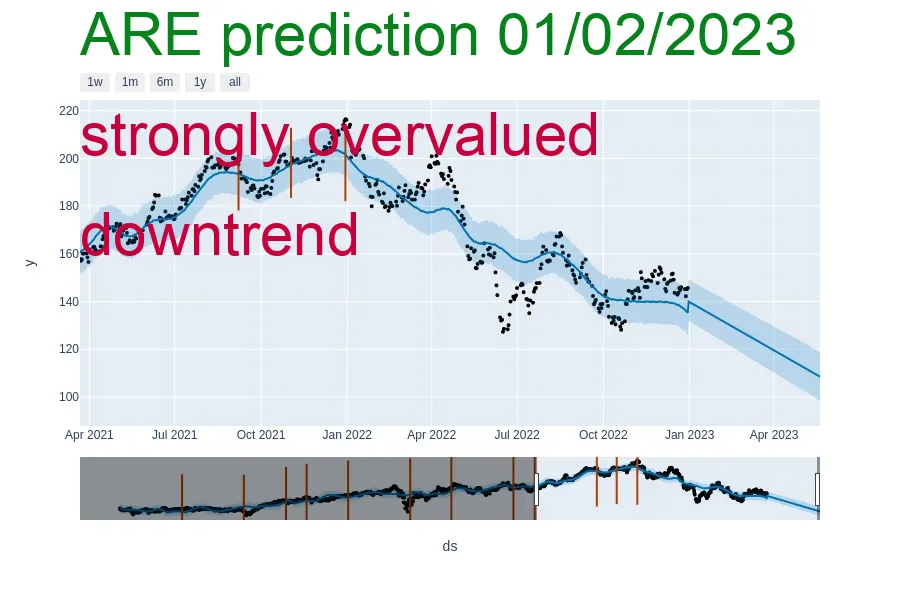 ARE prediction 01/02/2023
1w 1m 6m 1y all
220
strongly overvalued
200
180
downtrend
160
y
140
120
100
Apr 2021 Jul 2021 Oct 2021 Jan 2022 Apr 2022 Jul 2022 Oct 2022 Jan 2023 Apr 2023
ds